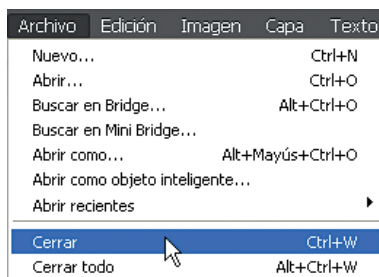 Archivo Edición Imagen Capa Texto
Nuevo... Ctrl+N
Abrir... Ctrl+O
Buscar en Bridge... Alt+Ctrl+O
Buscar en Mini Bridge...
Abrir como... Alt+Mayús+Ctrl+O
Abrir como objeto inteligente...
Abrir recientes
Cerrar Ctrl+W
Cerrar todo Alt+Ctrl+W